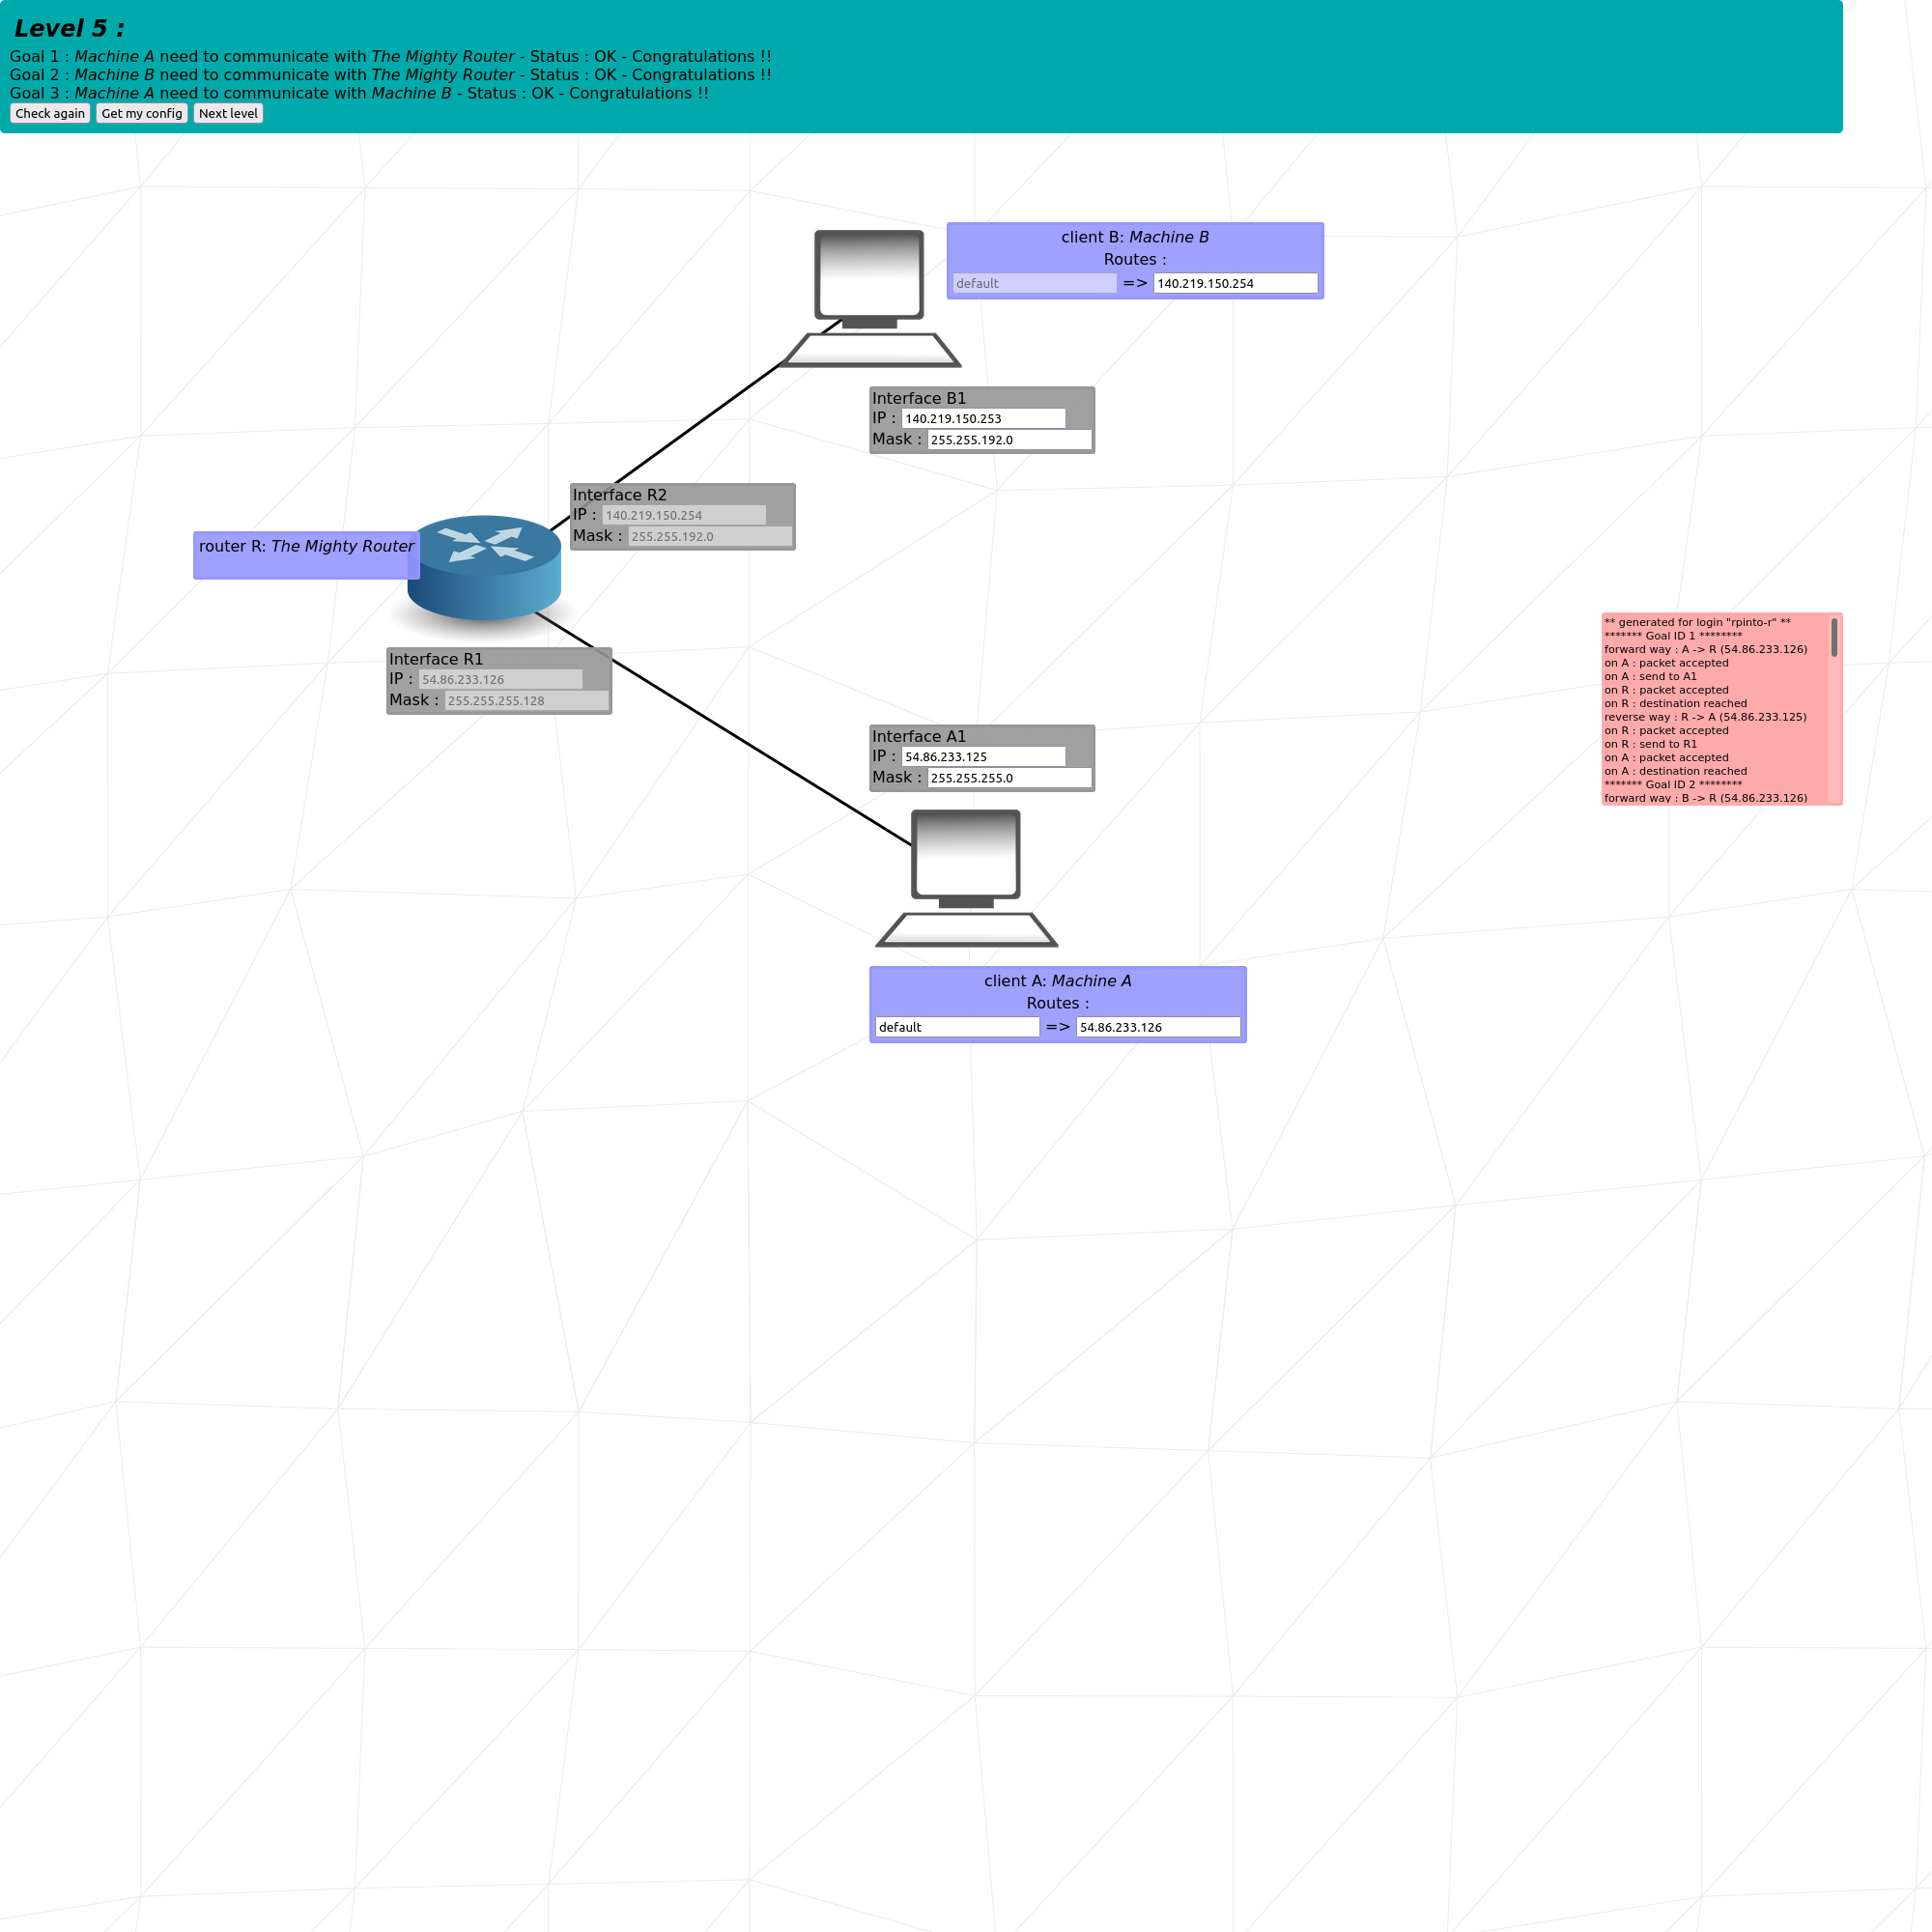 Level 5 :
Goal 1 : Machine A need to communicate with The Mighty Router - Status : OK - Congratulations !!
Goal 2 : Machine B need to communicate with The Mighty Router - Status : OK - Congratulations !!
Goal 3 : Machine A need to communicate with Machine B - Status : OK - Congratulations !!
Check again Get my config Next level
client B: Machine B
Routes :
default => 140.219.150.254
Interface B1
IP : 140.219.150.253
Mask : 255.255.192.0
Interface R2
IP : 140.219.150.254
Mask : 255.255.192.0
router R: The Mighty Router
Interface R1
IP : 54.86.233.126
Mask : 255.255.255.128
** generated for login "rpinto-r" **
******* Goal ID 1 ********
forward way : A -> R (54.86.233.126)
on A : packet accepted
on A : send to A1
on R : packet accepted
on R : destination reached
reverse way : R -> A (54.86.233.125)
on R : packet accepted
on R : send to R1
on A : packet accepted
on A : destination reached
******* Goal ID 2 ********
forward way : B -> R (54.86.233.126)
Interface A1
IP : 54.86.233.125
Mask : 255.255.255.0
client A: Machine A
Routes :
default => 54.86.233.126